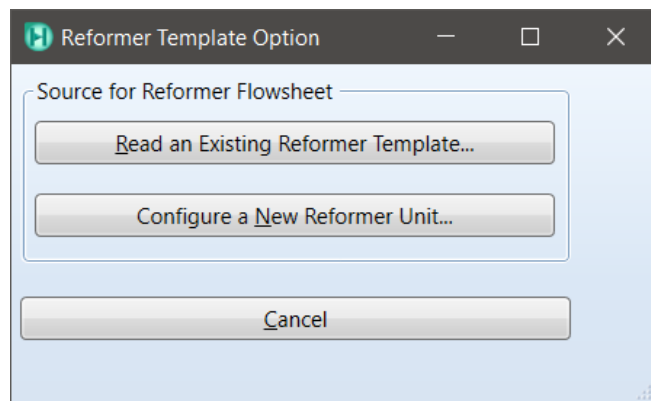 Reformer Template Option
Source for Reformer Flowsheet
Read an Existing Reformer Template...
Configure a New Reformer Unit...
Cancel